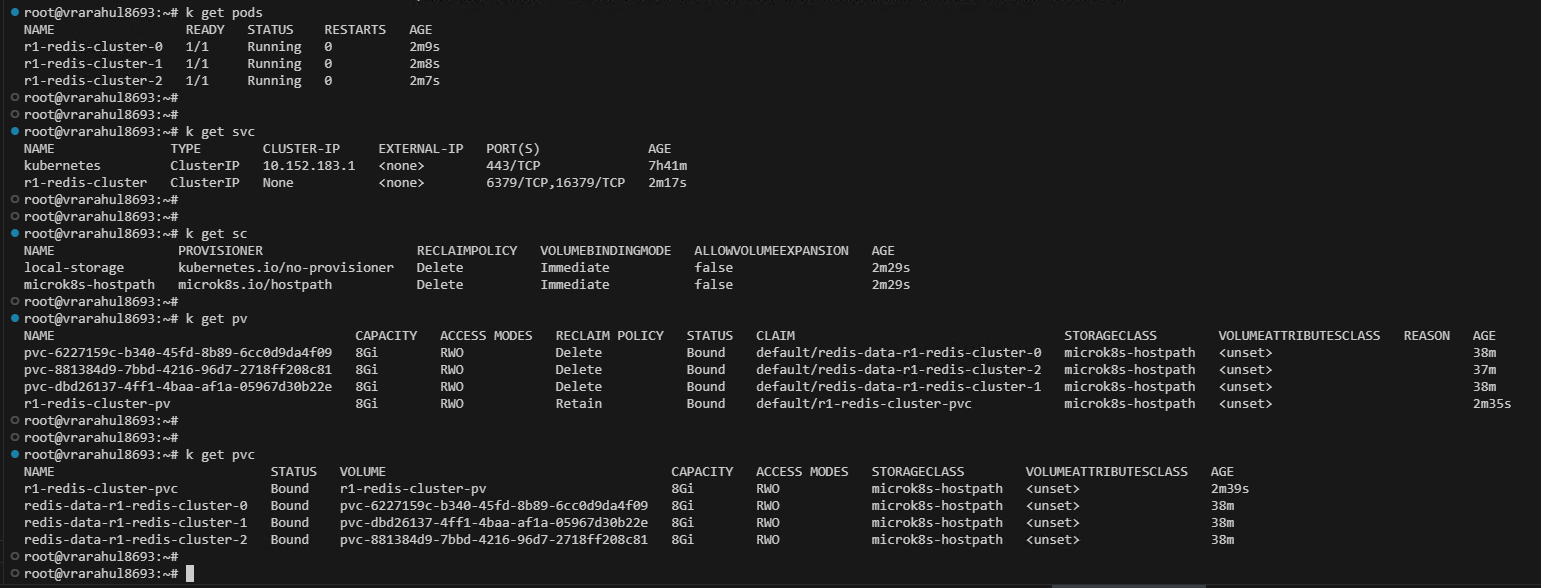 root@vrarahul8693:~# k get pods
NAME READY STATUS RESTARTS AGE
r1-redis-cluster-0 1/1 Running 0 2m9s
r1-redis-cluster-1 1/1 Running 0 2m8s
r1-redis-cluster-2 1/1 Running 0 2m7s
root@vrarahul8693:~#
root@vrarahul8693:~#
root@vrarahul8693:~# k get svc
NAME TYPE CLUSTER-IP EXTERNAL-IP PORT(S) AGE
kubernetes ClusterIP 10.152.183.1 <none> 443/TCP 7h41m
r1-redis-cluster ClusterIP None <none> 6379/TCP,16379/TCP 2m17s
root@vrarahul8693:~#
root@vrarahul8693:~#
root@vrarahul8693:~# k get sc
NAME PROVISIONER RECLAIMPOLICY VOLUMEBINDINGMODE ALLOWVOLUMEEXPANSION AGE
local-storage kubernetes.io/no-provisioner Delete Immediate false 2m29s
microk8s-hostpath microk8s.io/hostpath Delete Immediate false 2m29s
root@vrarahul8693:~#
root@vrarahul8693:~# k get pv
NAME CAPACITY ACCESS MODES RECLAIM POLICY STATUS CLAIM STORAGECLASS VOLUMEATTRIBUTESCLASS REASON AGE
pvc-6227159c-b340-45fd-8b89-6cc0d9da4f09 8Gi RWO Delete Bound default/redis-data-r1-redis-cluster-0 microk8s-hostpath <unset> 38m
pvc-881384d9-7bbd-4216-96d7-2718ff208c81 8Gi RWO Delete Bound default/redis-data-r1-redis-cluster-2 microk8s-hostpath <unset> 37m
pvc-dbd26137-4ff1-4baa-af1a-05967d30b22e 8Gi RWO Delete Bound default/redis-data-r1-redis-cluster-1 microk8s-hostpath <unset> 38m
r1-redis-cluster-pv 8Gi RWO Retain Bound default/r1-redis-cluster-pvc microk8s-hostpath <unset> 2m35s
root@vrarahul8693:~#
root@vrarahul8693:~#
root@vrarahul8693:~# k get pvc
NAME STATUS VOLUME CAPACITY ACCESS MODES STORAGECLASS VOLUMEATTRIBUTESCLASS AGE
r1-redis-cluster-pvc Bound r1-redis-cluster-pv 8Gi RWO microk8s-hostpath <unset> 2m39s
redis-data-r1-redis-cluster-0 Bound pvc-6227159c-b340-45fd-8b89-6cc0d9da4f09 8Gi RWO microk8s-hostpath <unset> 38m
redis-data-r1-redis-cluster-1 Bound pvc-dbd26137-4ff1-4baa-af1a-05967d30b22e 8Gi RWO microk8s-hostpath <unset> 38m
redis-data-r1-redis-cluster-2 Bound pvc-881384d9-7bbd-4216-96d7-2718ff208c81 8Gi RWO microk8s-hostpath <unset> 38m
root@vrarahul8693:~#
root@vrarahul8693:~#